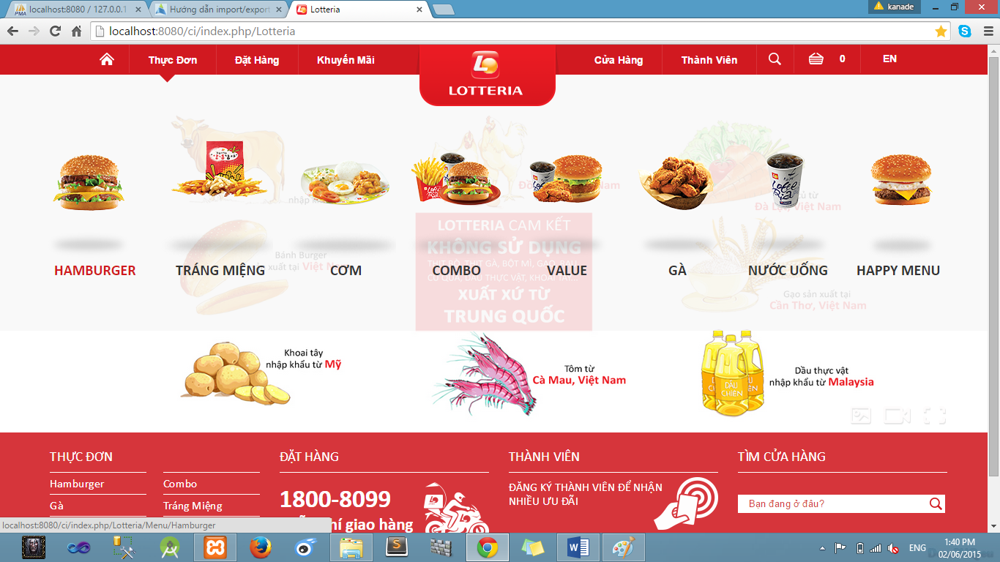 localhost:8080 / 127.0.0.1
Hướng dẫn import/export
Lotteria
kanade
localhost:8080/ci/index.php/Lotteria
Thực Đơn
Đặt Hàng
Khuyến Mãi
LOTTERIA
Cửa Hàng
Thành Viên
0
EN
nhập
Việt Nam
củ từ
Đà Lạt, Việt Nam
LOTTERIA CAM KẾT
KHÔNG SỬ DỤNG
THỊT BÒ, THỊT GÀ, BỘT MÌ, GẠO, RAU,
CỦ QUẢ, DẦU THỰC VẬT, KHOAI TÂY...
XUẤT XỨ TỪ
TRUNG QUỐC
Bánh Burger
xuất tại Việt Nam
HAMBURGER
TRÁNG MIỆNG
CƠM
COMBO
VALUE
GÀ
NƯỚC UỐNG
HAPPY MENU
Gạo sản xuất tại
Cần Thơ, Việt Nam
Khoai tây
nhập khẩu từ Mỹ
Tôm từ
Cà Mau, Việt Nam
DẦU
CHIÊN
Dầu thực vật
nhập khẩu từ Malaysia
THỰC ĐƠN
Hamburger
Combo
Gà
Tráng Miệng
ĐẶT HÀNG
1800-8099
phí giao hàng
THÀNH VIÊN
ĐĂNG KÝ THÀNH VIÊN ĐỂ NHẬN
NHIỀU ƯU ĐÃI
TÌM CỬA HÀNG
Bạn đang ở đâu?
localhost:8080/ci/index.php/Lotteria/Menu/Hamburger
ENG
1:40 PM
02/06/2015